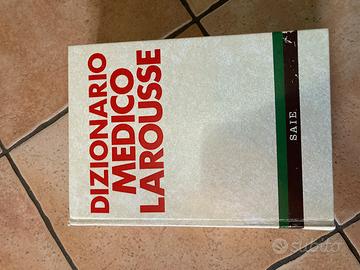 DIZIONARIO
MEDICO
LAROUSSE
SAIE
subito